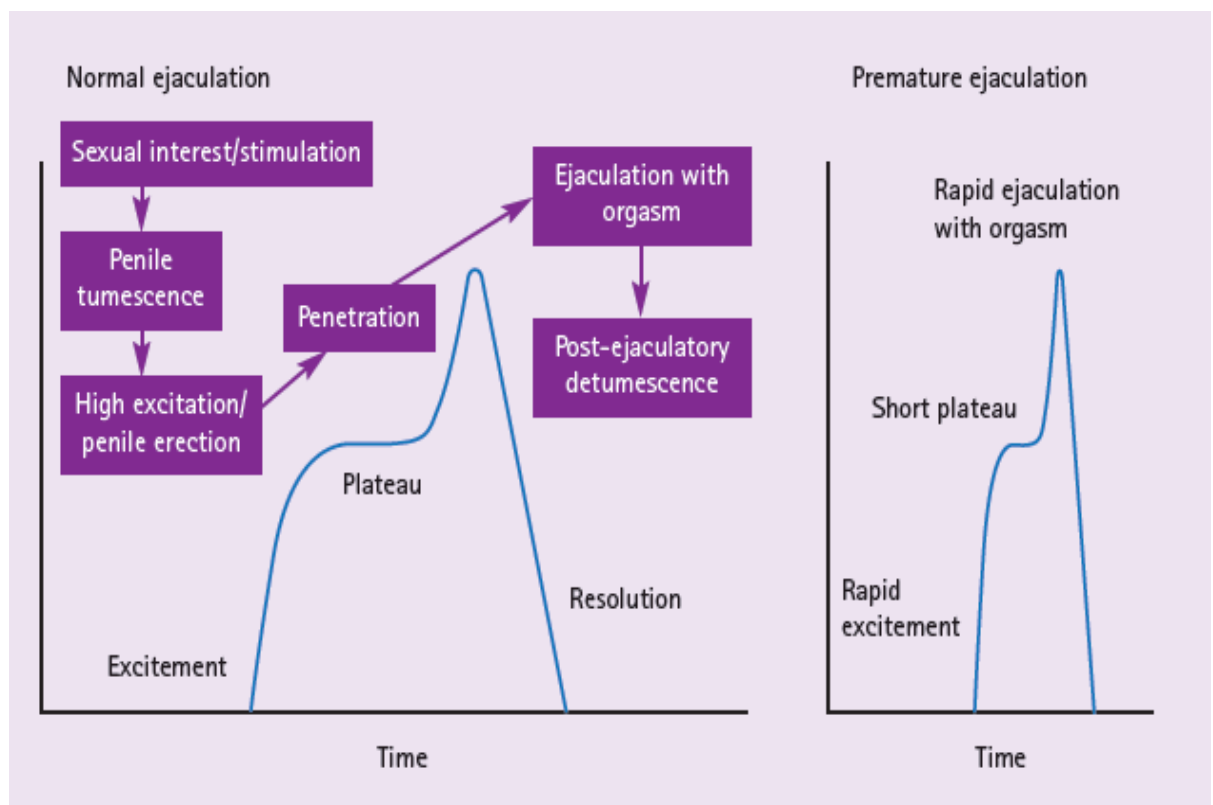 Normal ejaculation
Sexual interest/stimulation
Penile
tumescence
High excitation/
penile erection
Penetration
Ejaculation with
orgasm
Post-ejaculatory
detumescence
Plateau
Excitement
Resolution
Time
Premature ejaculation
Rapid ejaculation
with orgasm
Short plateau
Rapid
excitement
Time